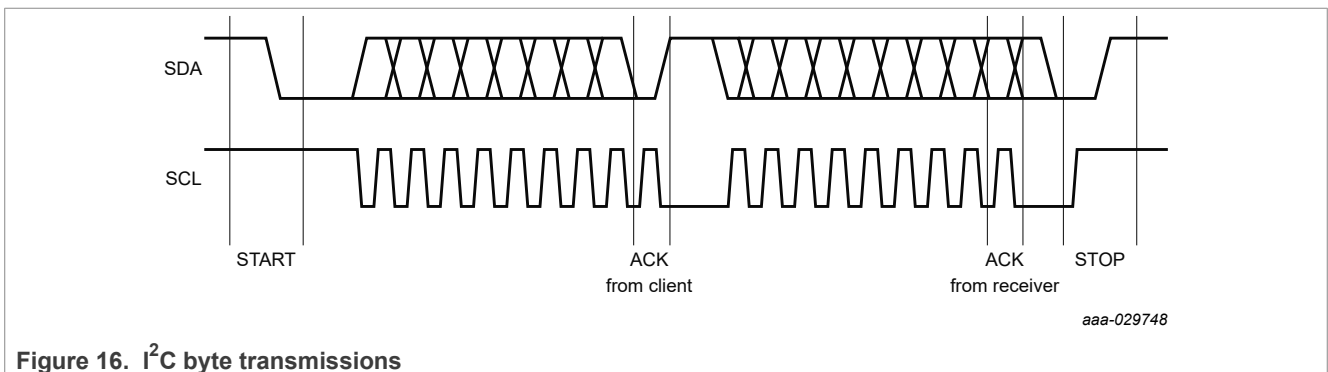 SDA
SCL
START
ACK
from client
ACK
from receiver
STOP
aaa-029748
Figure 16. I²C byte transmissions